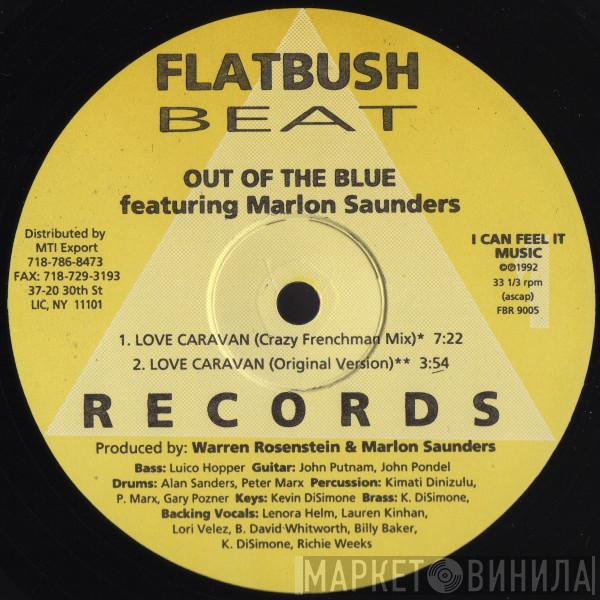 FLATBUSH
BEAT
OUT OF THE BLUE
featuring Marlon Saunders
Distributed by
MTI Export
718-786-8473
FAX: 718-729-3193
37-20 30th St
LIC, NY 11101
I CAN FEEL IT
MUSIC
©℗1992
33 1/3 rpm
(ascap)
FBR 9005
1
1. LOVE CARAVAN (Crazy Frenchman Mix)* 7:22
2. LOVE CARAVAN (Original Version)** 3:54
RECORDS
Produced by: Warren Rosenstein & Marlon Saunders
Bass: Luico Hopper Guitar: John Putnam, John Pondel
Drums: Alan Sanders, Peter Marx Percussion: Kimati Dinizulu,
P. Marx, Gary Pozner Keys: Kevin DiSimone Brass: K. DiSimone,
Backing Vocals: Lenora Helm, Lauren Kinhan,
Lori Velez, B. David Whitworth, Billy Baker,
K. DiSimone, Richie Weeks
МАРКЕТ ВИНИЛА